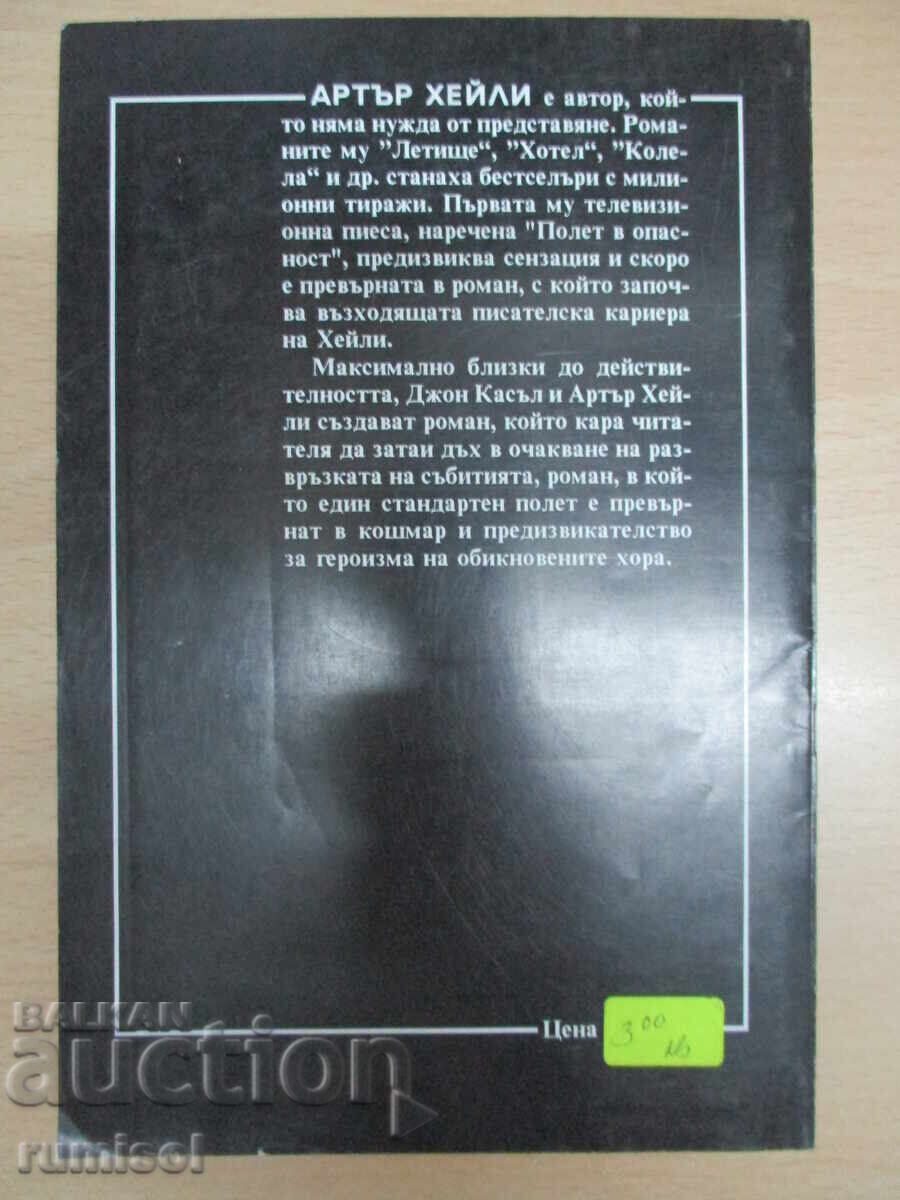 АРТЪР ХЕЙЛИ е автор, кой-
то няма нужда от представяне. Рома-
ните му ”Летище“, ”Хотел“, ”Коле-
ла“ и др. станаха бестселъри с мили-
онни тиражи. Първата му телевизи-
онна пиеса, наречена "Полет в опас-
ност", предизвиква сензация и скоро
е превърната в роман, с който започ-
ва възходящата писателска кариера
на Хейли.
Максимално близки до действи-
телността, Джон Касъл и Артър Хей-
ли създават роман, който кара чита-
теля да затаи дъх в очакване на раз-
връзката на събитията, роман, в кой-
то един стандартен полет е превър-
нат в кошмар и предизвикателство
за героизма на обикновените хора.
Цена 3 00 лв
BALKAN
auction
rumisol